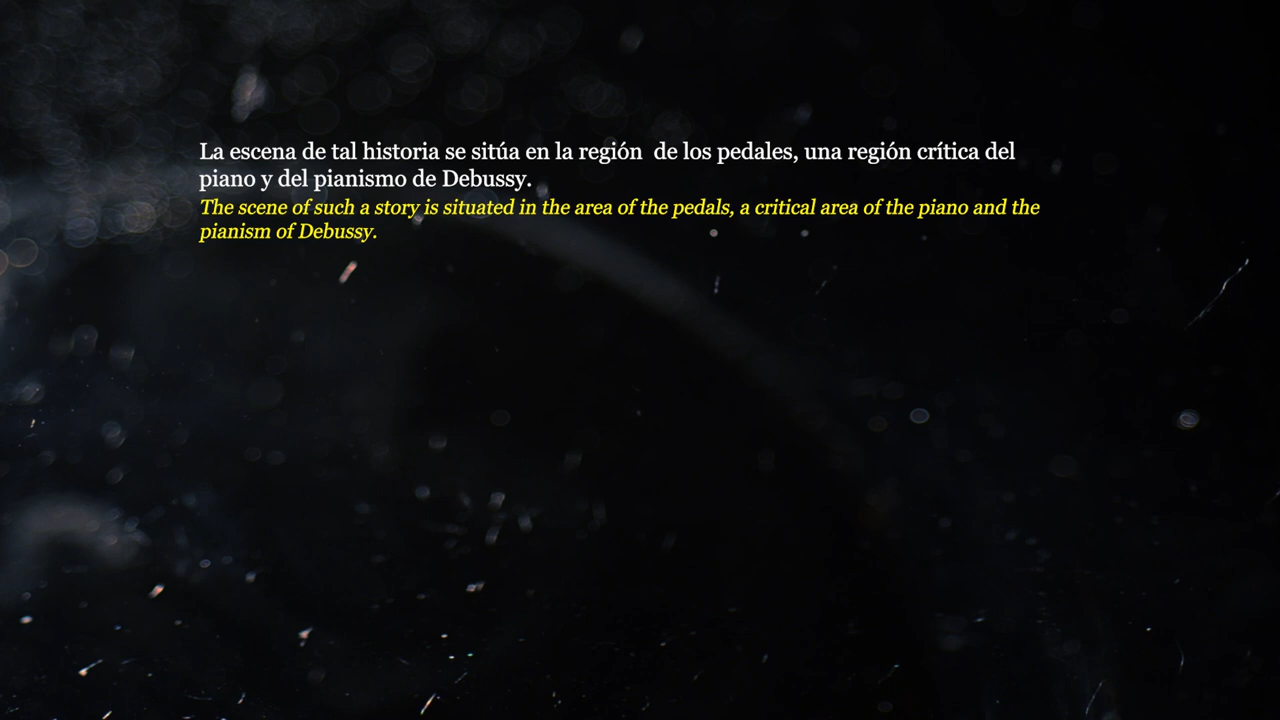 La escena de tal historia se sitúa en la región  de los pedales, una región crítica del
piano y del pianismo de Debussy.
The scene of such a story is situated in the area of the pedals, a critical area of the piano and the
pianism of Debussy.